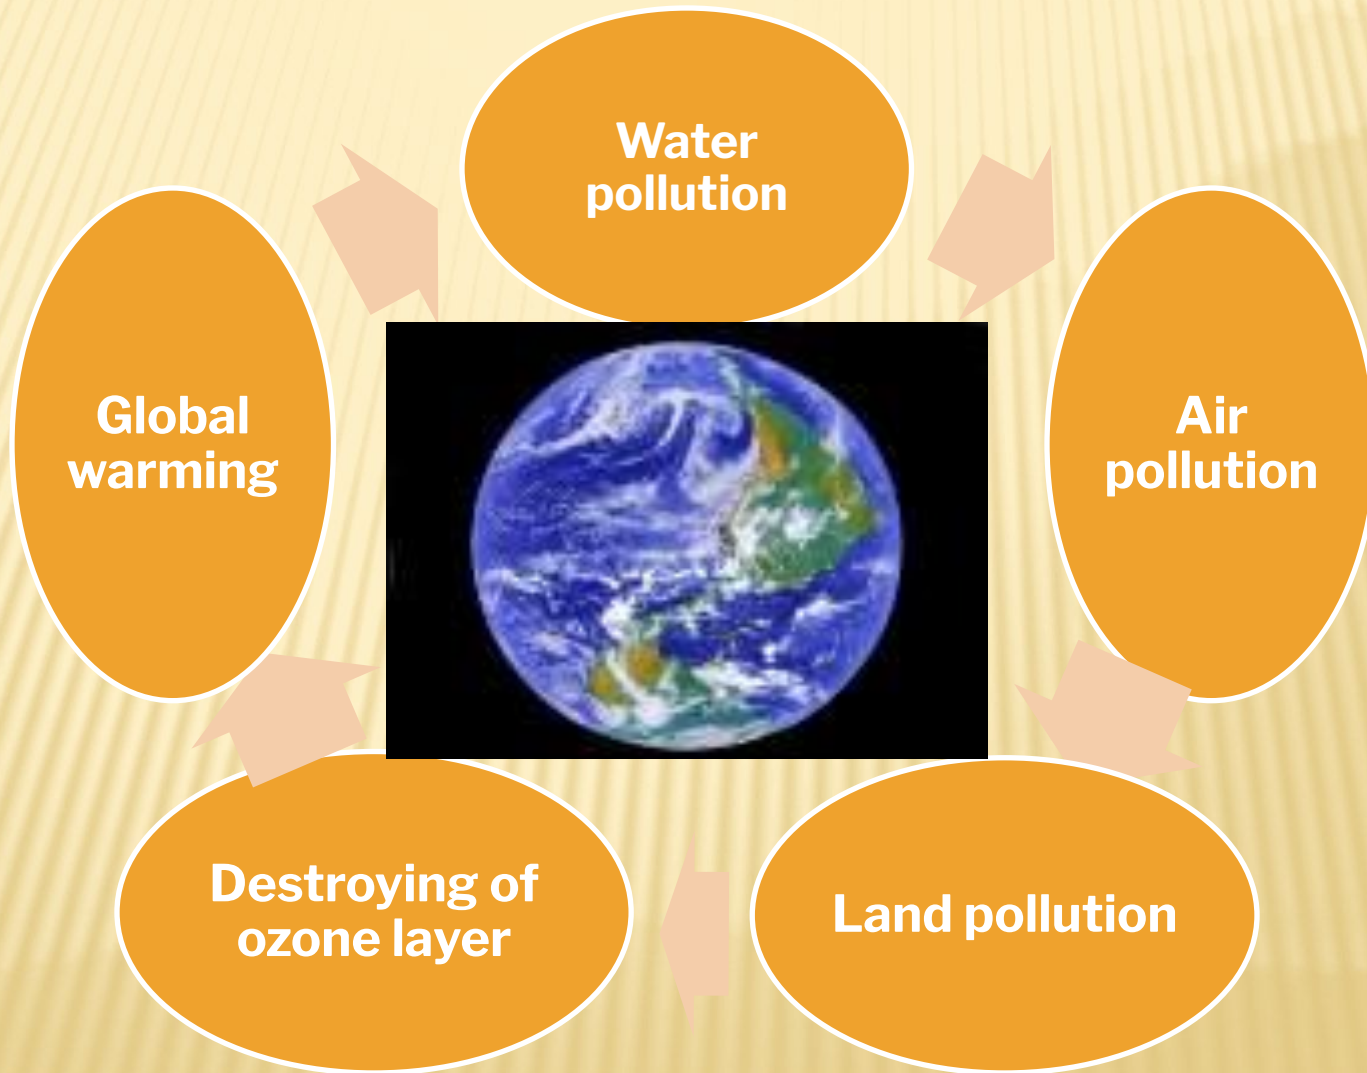 Water
pollution
Air
pollution
Land pollution
Destroying of
ozone layer
Global
warming